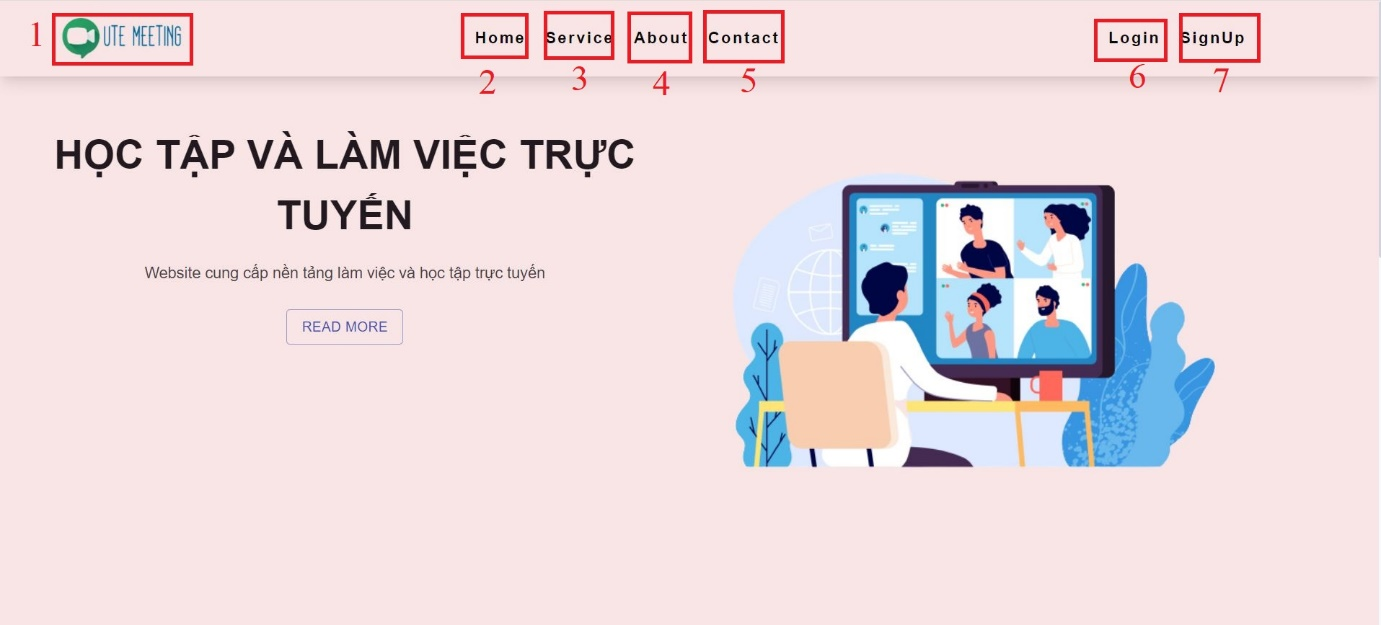 1 UTE MEETING Home Service About Contact Login SignUp
2 3 4 5 6 7
HỌC TẬP VÀ LÀM VIỆC TRỰC
TUYẾN
Website cung cấp nền tảng làm việc và học tập trực tuyến
READ MORE